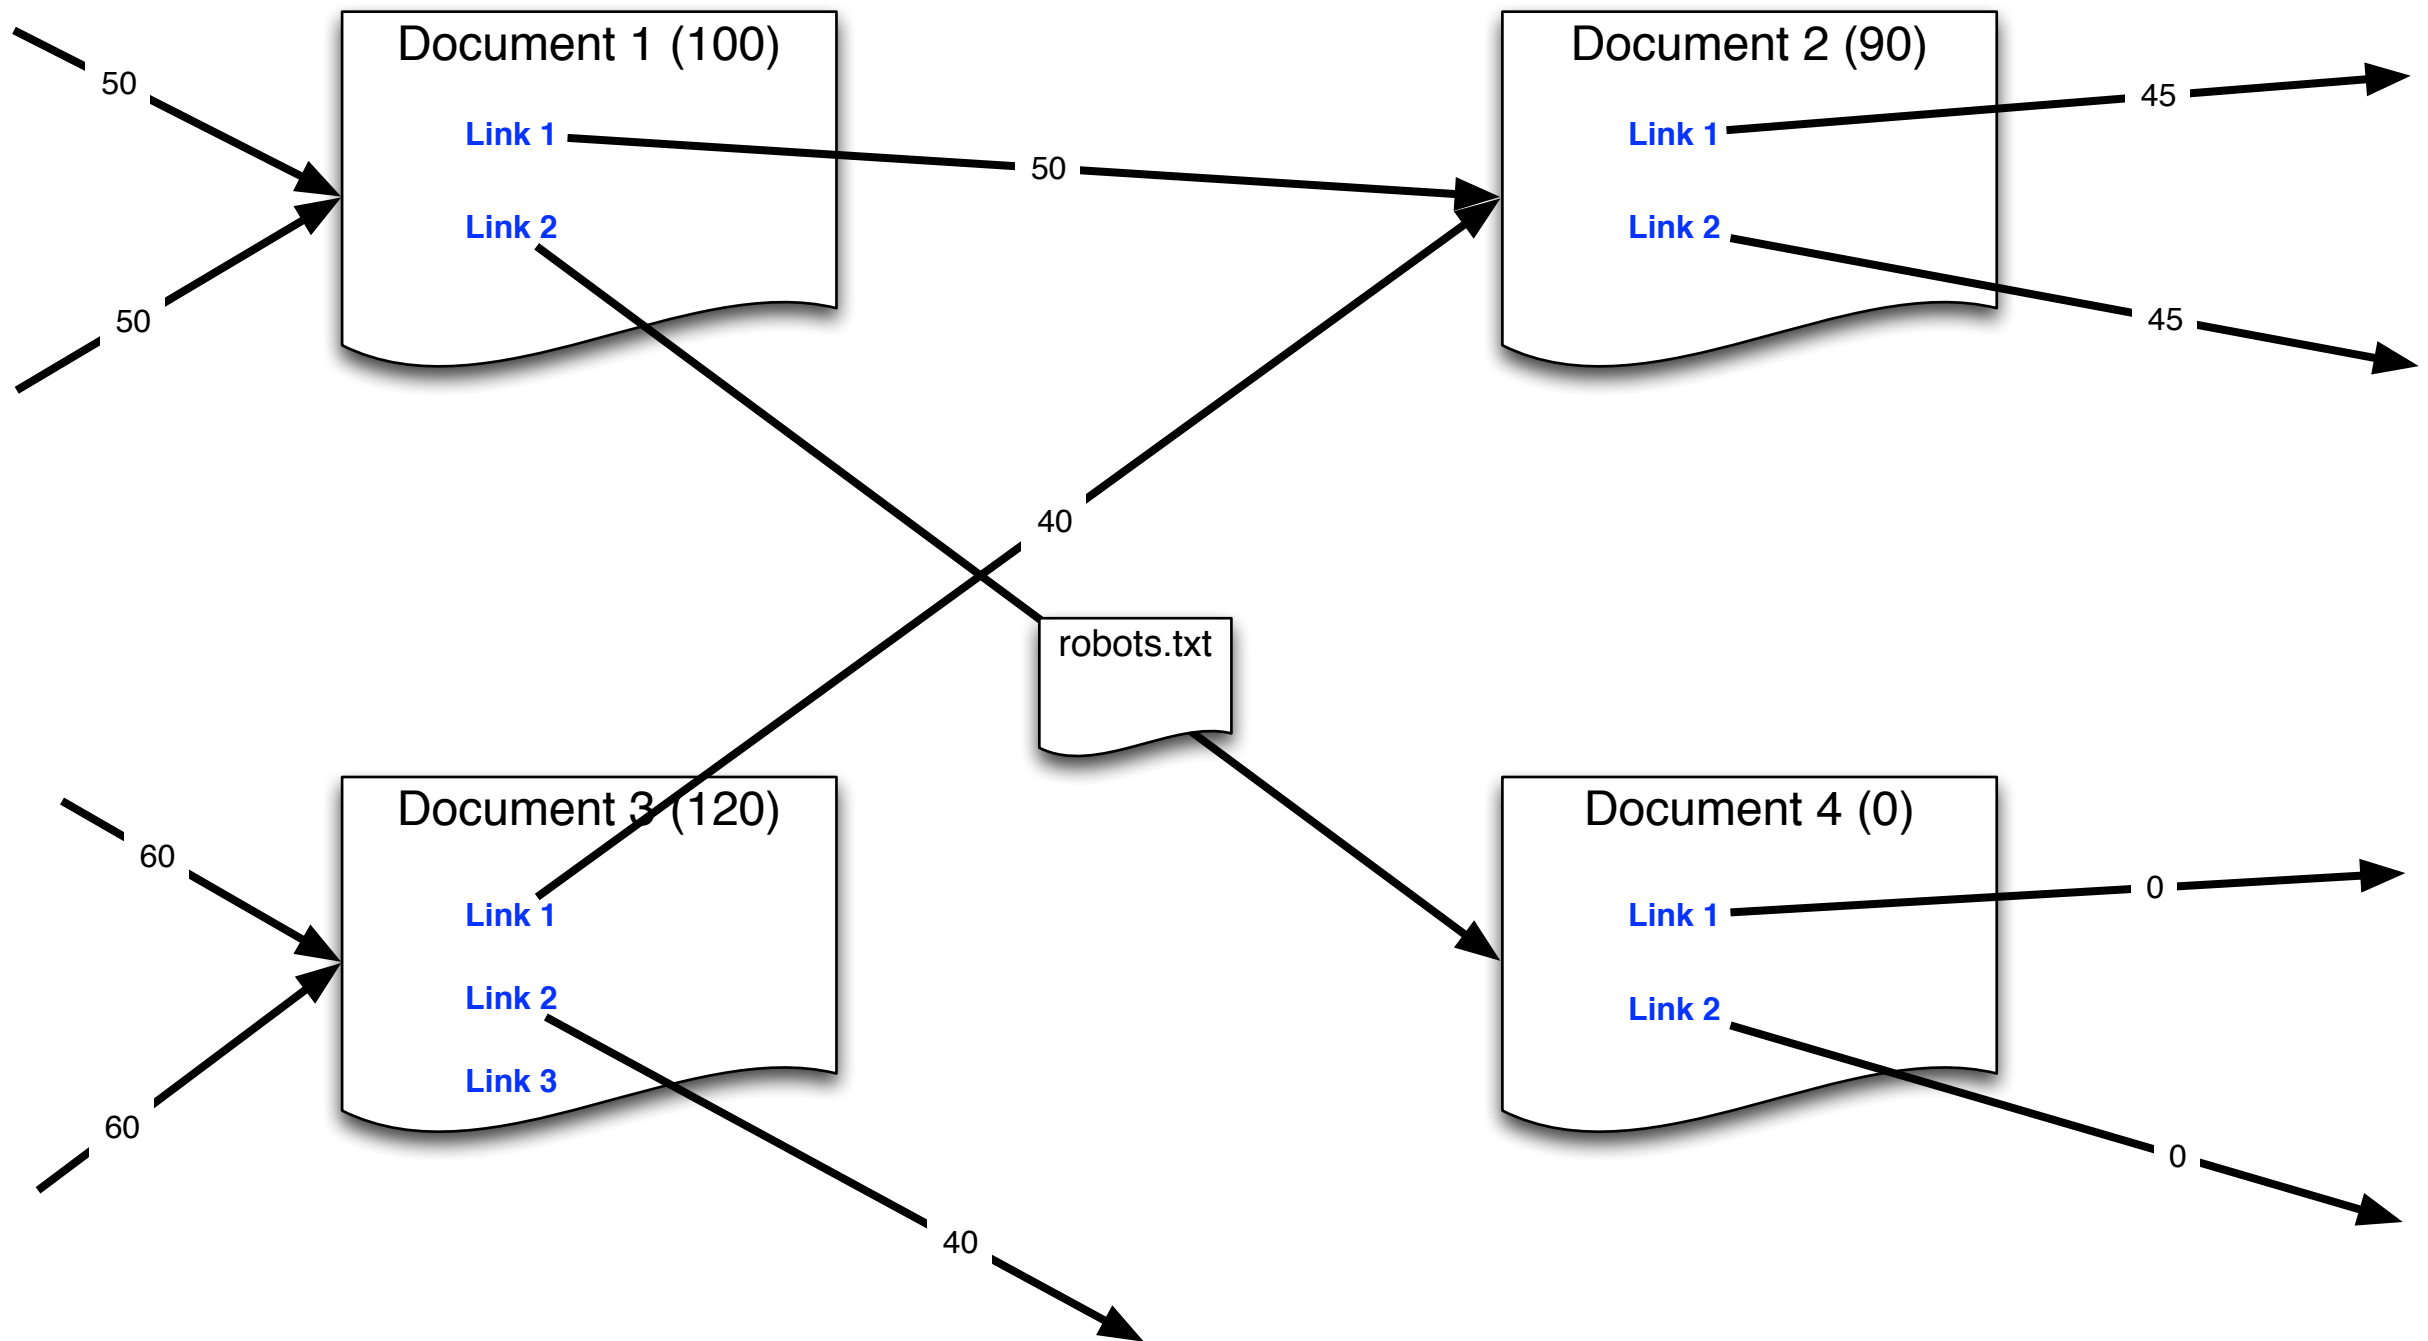 Document 1 (100)
Link 1
Link 2
50
50
50
Document 2 (90)
Link 1
Link 2
45
45
40
robots.txt
Document 3 (120)
Link 1
Link 2
Link 3
60
60
40
Document 4 (0)
Link 1
Link 2
0
0